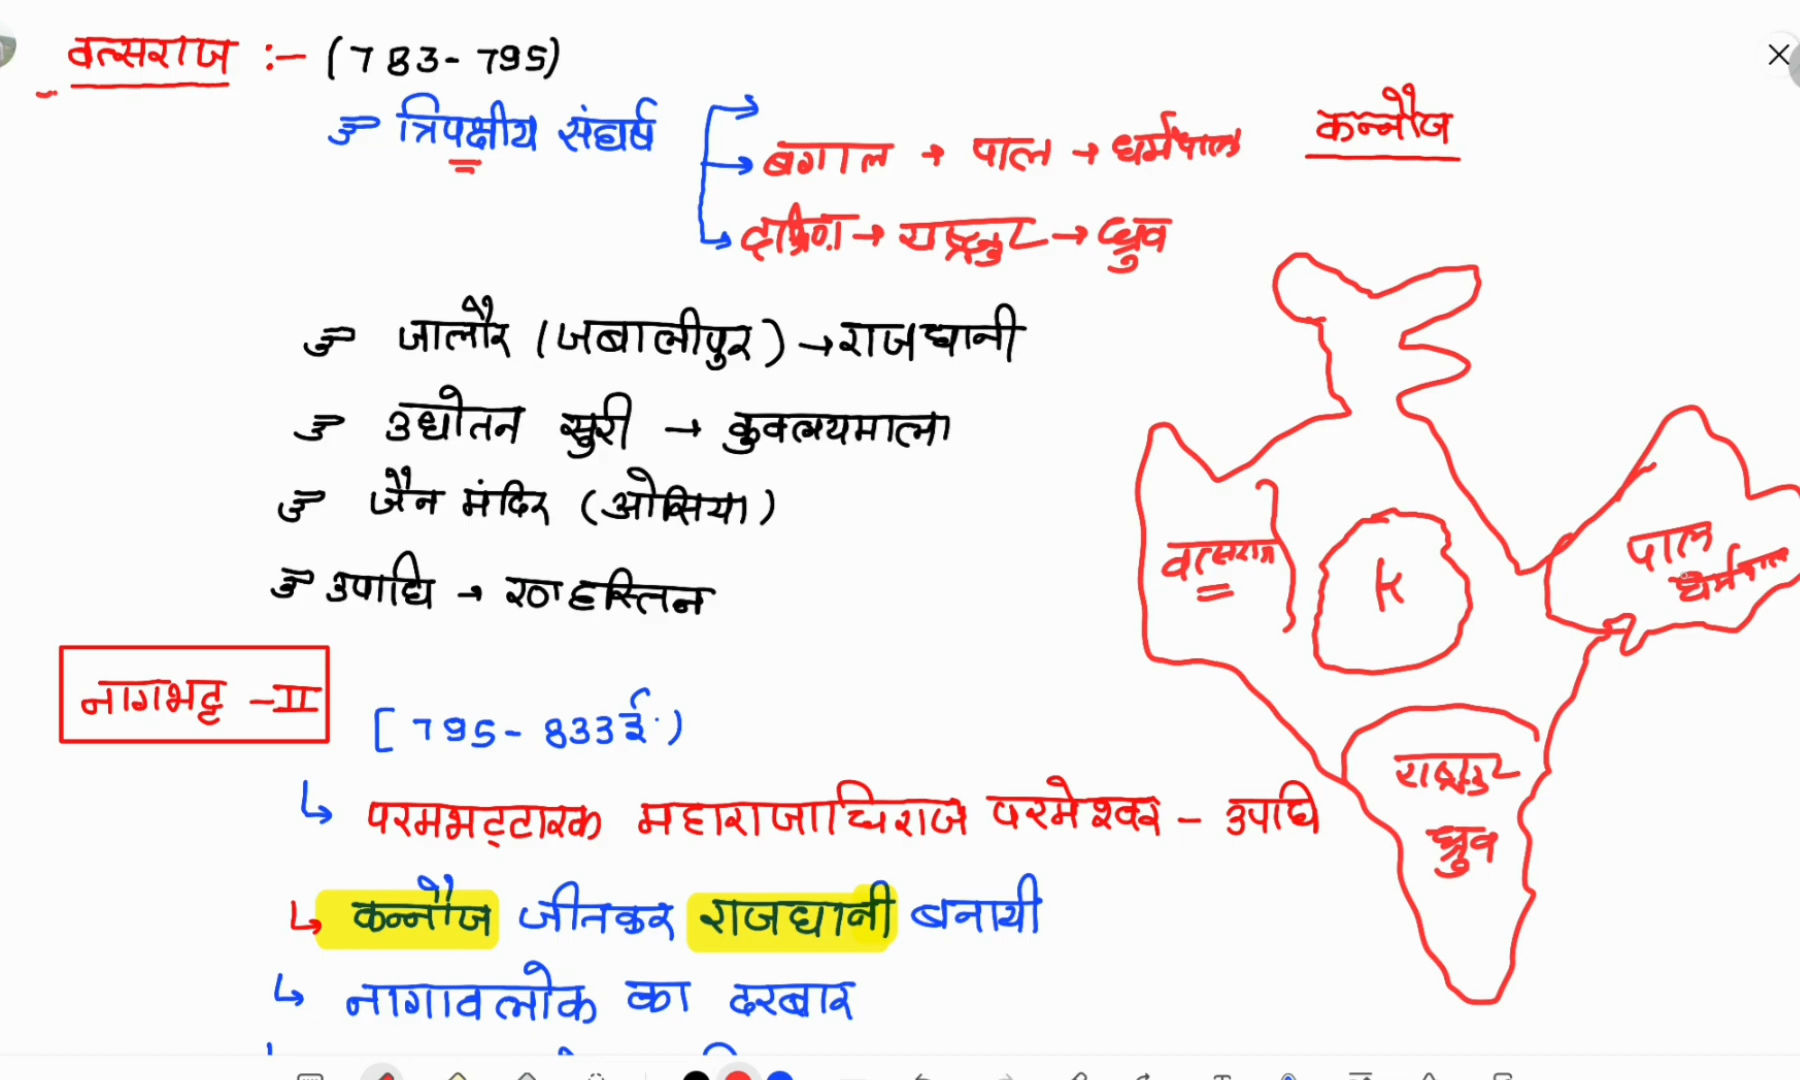 वत्सराज :- (783-795)
त्रिपक्षीय संघर्ष
बगाल → पाल → धर्मपाल
कन्नौज
दक्षिण → राष्ट्रकुट → ध्रुव
जालौर (जबालीपुर) → राजधानी
उधोतन सुरी → कुवलयमाला
जैन मंदिर (ओसिया)
उपाधि → रणहस्तिन
वत्सराज
K
पाल
धर्मपाल
नागभट्ट -II
[795-833ई.)
राष्ट्रकुट
ध्रुव
परमभट्टारक महाराजाधिराज परमेश्वर - उपाधि
कन्नौज जीतकर राजधानी बनायी
नागावलोक का दरबार